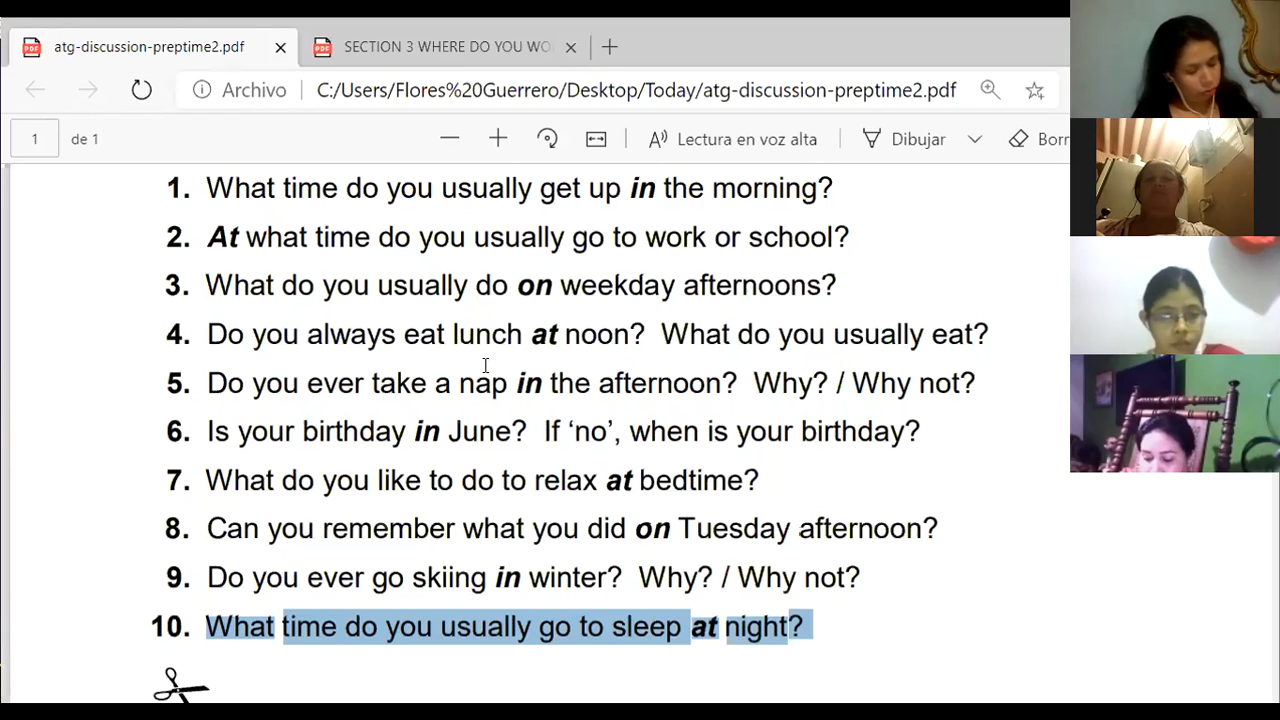 atg-discussion-preptime2.pdf
SECTION 3 WHERE DO YOU WO
Archivo
C:/Users/Flores%20Guerrero/Desktop/Today/atg-discussion-preptime2.pdf
1 de 1
Lectura en voz alta
Dibujar
Borr
1. What time do you usually get up in the morning?
2. At what time do you usually go to work or school?
3. What do you usually do on weekday afternoons?
4. Do you always eat lunch at noon? What do you usually eat?
5. Do you ever take a nap in the afternoon? Why? / Why not?
6. Is your birthday in June? If ‘no’, when is your birthday?
7. What do you like to do to relax at bedtime?
8. Can you remember what you did on Tuesday afternoon?
9. Do you ever go skiing in winter? Why? / Why not?
10. What time do you usually go to sleep at night?